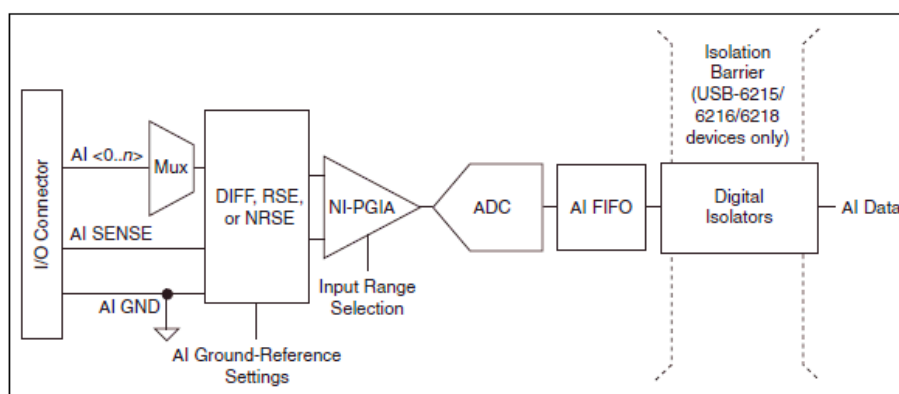 Isolation
Barrier
(USB-6215/
6216/6218
devices only)
I/O Connector
AI <0..n>
Mux
AI SENSE
AI GND
DIFF, RSE,
or NRSE
NI-PGIA
ADC
AI FIFO
Digital
Isolators
AI Data
Input Range
Selection
AI Ground-Reference
Settings